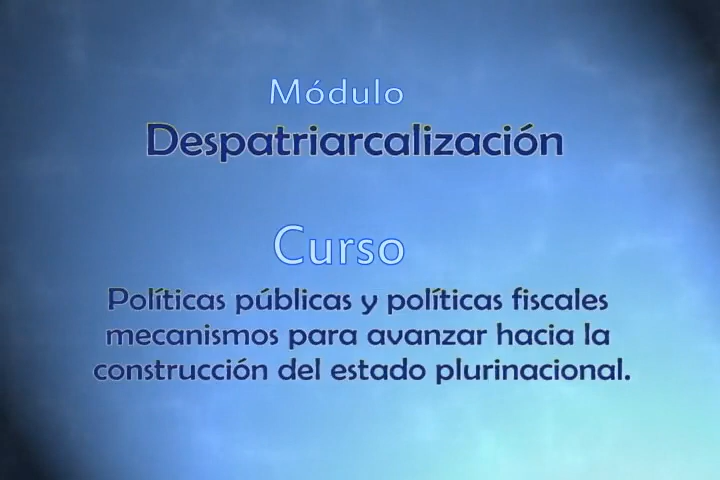 Módulo
Despatriarcalización
Curso
Políticas públicas y políticas fiscales
mecanismos para avanzar hacia la
construcción del estado plurinacional.